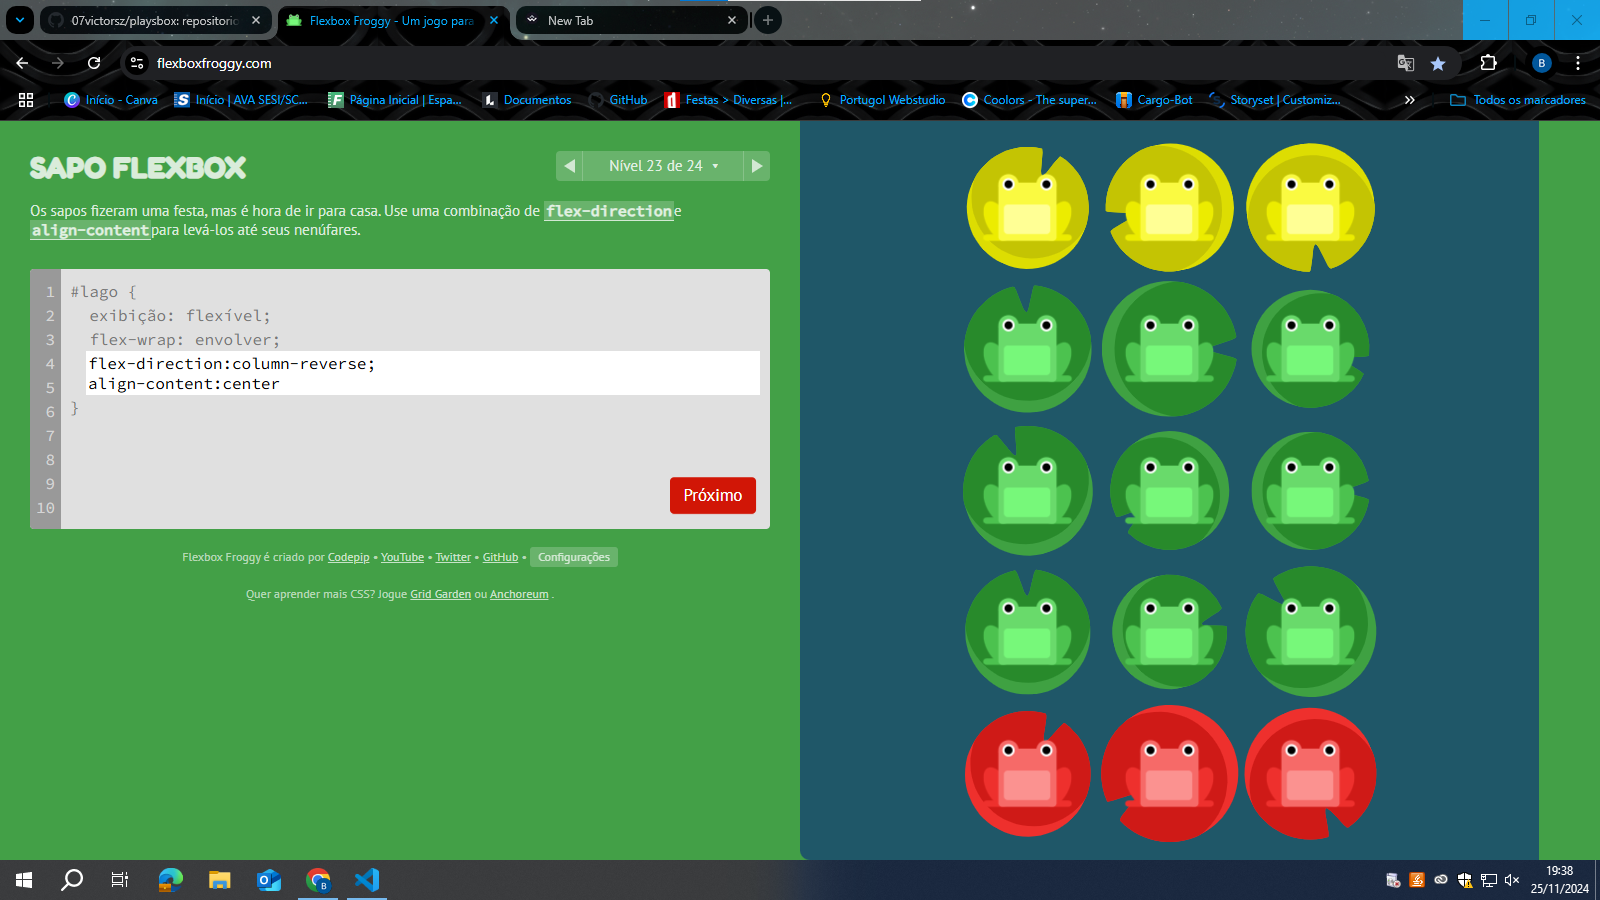 07victorsz/playsbox: repositorio
Flexbox Froggy - Um jogo para
New Tab
flexboxfroggy.com
Início - Canva
Início | AVA SESI/SC...
Página Inicial | Espa...
Documentos
GitHub
Festas > Diversas |...
Portugol Webstudio
Coolors - The super...
Cargo-Bot
Storyset | Customiz...
Todos os marcadores
SAPO FLEXBOX
Nível 23 de 24
Os sapos fizeram uma festa, mas é hora de ir para casa. Use uma combinação de flex-direction e
align-content para levá-los até seus nenúfares.
1 #lago {
2 exibição: flexível;
3 flex-wrap: envolver;
4 flex-direction:column-reverse;
5 align-content:center
6 }
7
8
9
10
Próximo
Flexbox Froggy é criado por Codepip • YouTube • Twitter • GitHub • Configurações
Quer aprender mais CSS? Jogue Grid Garden ou Anchoreum .
B
19:38
25/11/2024